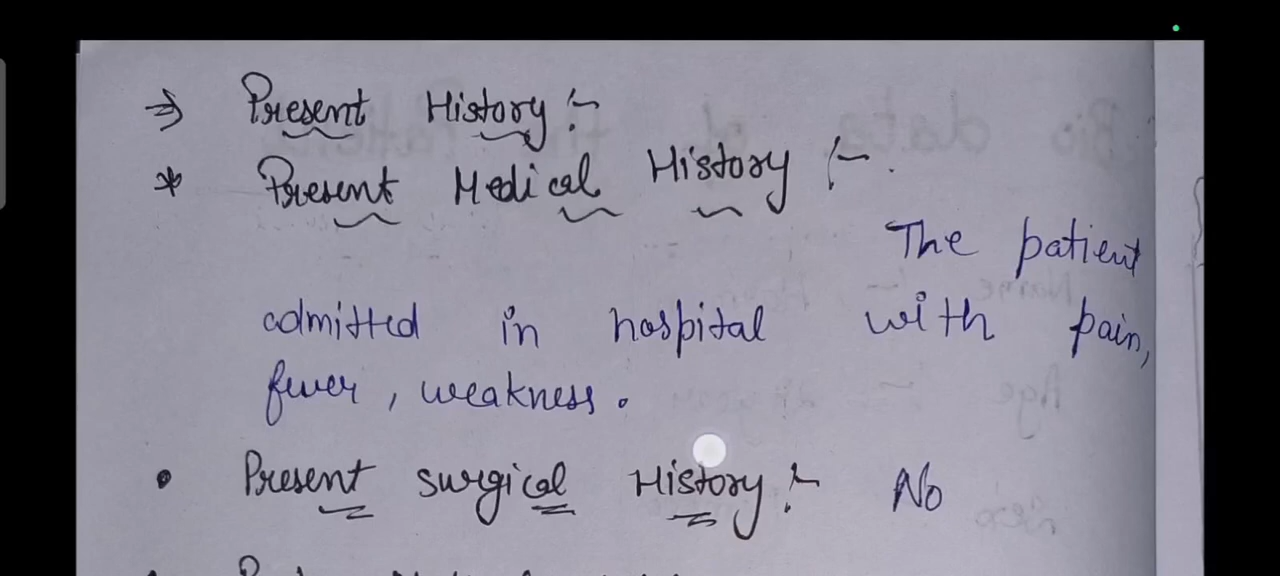 ⇒ Present History :-
* Present Medical History :-
The patient
admitted in hospital with pain,
fever, weakness.
• Present surgical History :- No